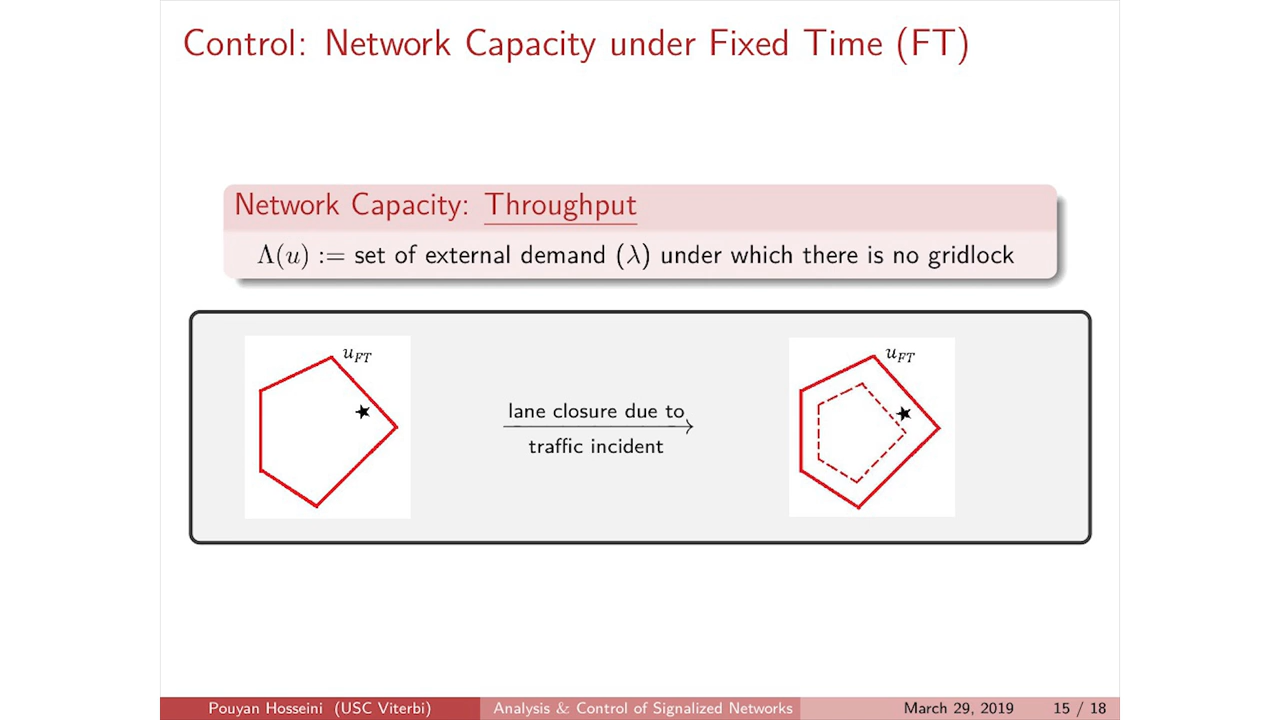 Control: Network Capacity under Fixed Time (FT)
Network Capacity: Throughput
Λ(u) := set of external demand (λ) under which there is no gridlock
u_FT
lane closure due to
traffic incident
u_FT
Pouyan Hosseini (USC Viterbi) Analysis & Control of Signalized Networks March 29, 2019 15 / 18